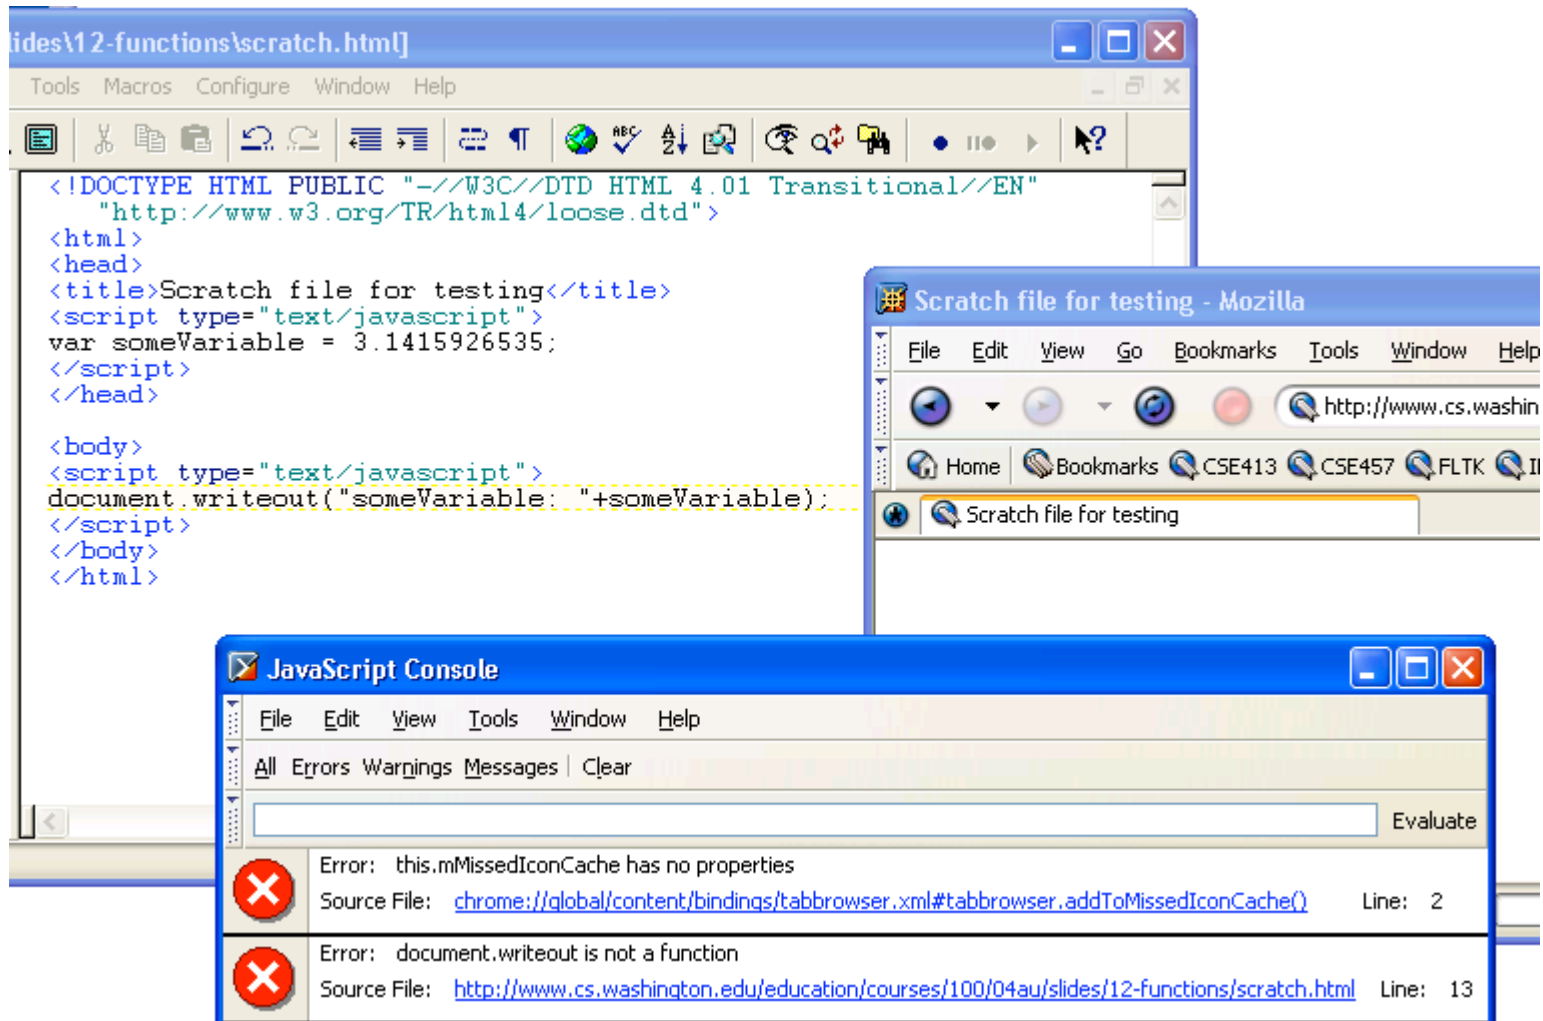 ides\12-functions\scratch.html]
Tools Macros Configure Window Help
<!DOCTYPE HTML PUBLIC "-//W3C//DTD HTML 4.01 Transitional//EN"
"http://www.w3.org/TR/html4/loose.dtd">
<html>
<head>
<title>Scratch file for testing</title>
<script type="text/javascript">
var someVariable = 3.1415926535;
</script>
</head>
<body>
<script type="text/javascript">
document.writeout("someVariable: "+someVariable);
</script>
</body>
</html>
Scratch file for testing - Mozilla
File Edit View Go Bookmarks Tools Window Help
http://www.cs.washin
Home Bookmarks CSE413 CSE457 FLTK
Scratch file for testing
JavaScript Console
File Edit View Tools Window Help
All Errors Warnings Messages Clear
Evaluate
Error: this.mMissedIconCache has no properties
Source File: chrome://global/content/bindings/tabbrowser.xml#tabbrowser.addToMissedIconCache() Line: 2
Error: document.writeout is not a function
Source File: http://www.cs.washington.edu/education/courses/100/04au/slides/12-functions/scratch.html Line: 13